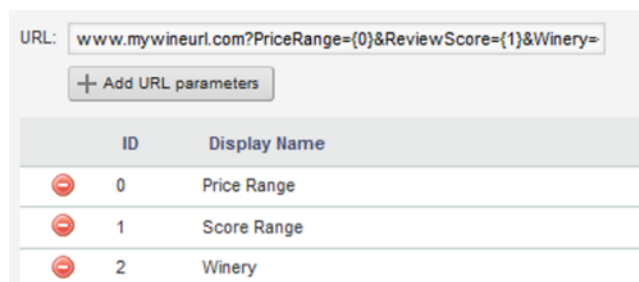 URL: www.mywineurl.com?PriceRange={0}&ReviewScore={1}&Winery=
Add URL parameters
ID Display Name
0 Price Range
1 Score Range
2 Winery